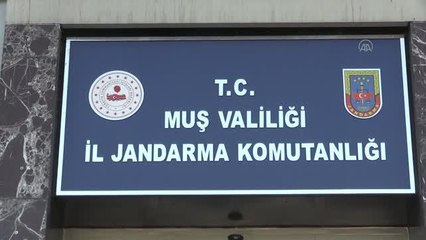 T.C.
MUŞ VALİLİĞİ
İL JANDARMA KOMUTANLIĞI